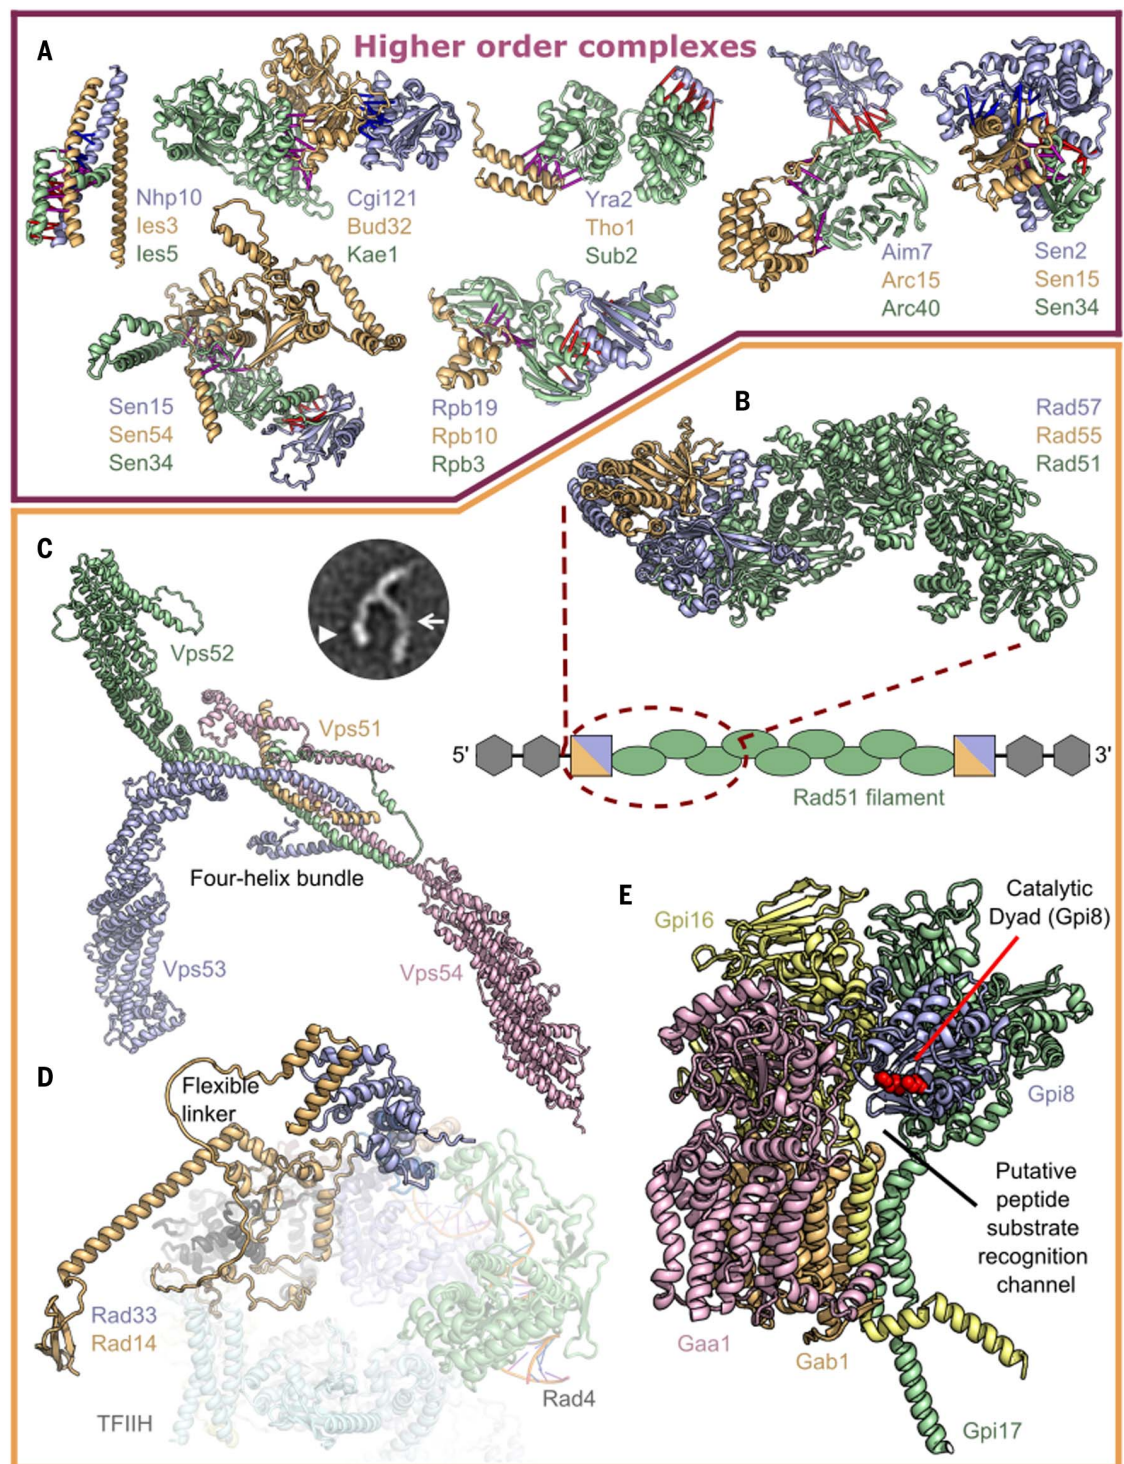 A
Higher order complexes
Nhp10
Ies3
Ies5
Cgi121
Bud32
Kae1
Yra2
Tho1
Sub2
Aim7
Arc15
Arc40
Sen2
Sen15
Sen34
Sen15
Sen54
Sen34
Rpb19
Rpb10
Rpb3
B
Rad57
Rad55
Rad51
5'
3'
Rad51 filament
C
Vps52
Vps51
Four-helix bundle
Vps53
Vps54
D
Flexible
linker
Rad33
Rad14
TFIIH
Rad4
E
Gpi16
Catalytic
Dyad (Gpi8)
Gpi8
Putative
peptide
substrate
recognition
channel
Gaa1
Gab1
Gpi17